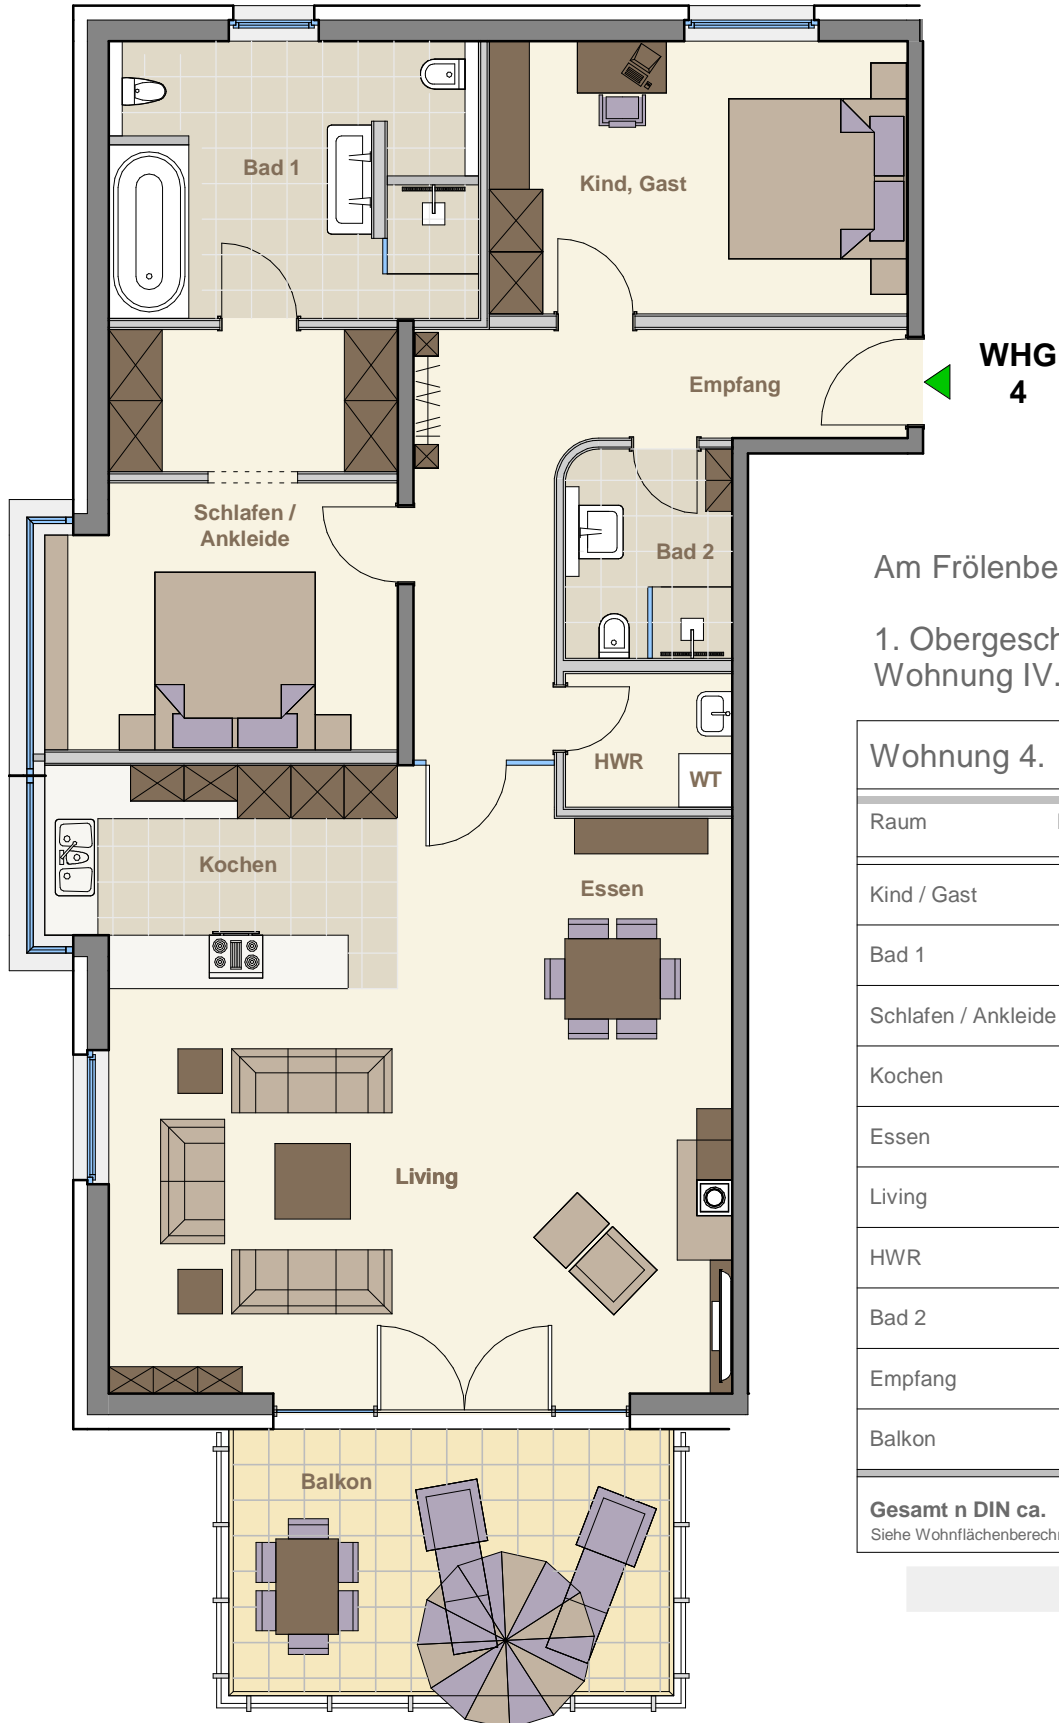 Bad 1
Kind, Gast
Empfang
WHG
4
Schlafen /
Ankleide
Bad 2
HWR
WT
Kochen
Essen
Living
Balkon
Am Frölenbe
1. Obergesch
Wohnung IV.
Wohnung 4.
Raum
Kind / Gast
Bad 1
Schlafen / Ankleide
Kochen
Essen
Living
HWR
Bad 2
Empfang
Balkon
Gesamt n DIN ca.
Siehe Wohnflächenberech